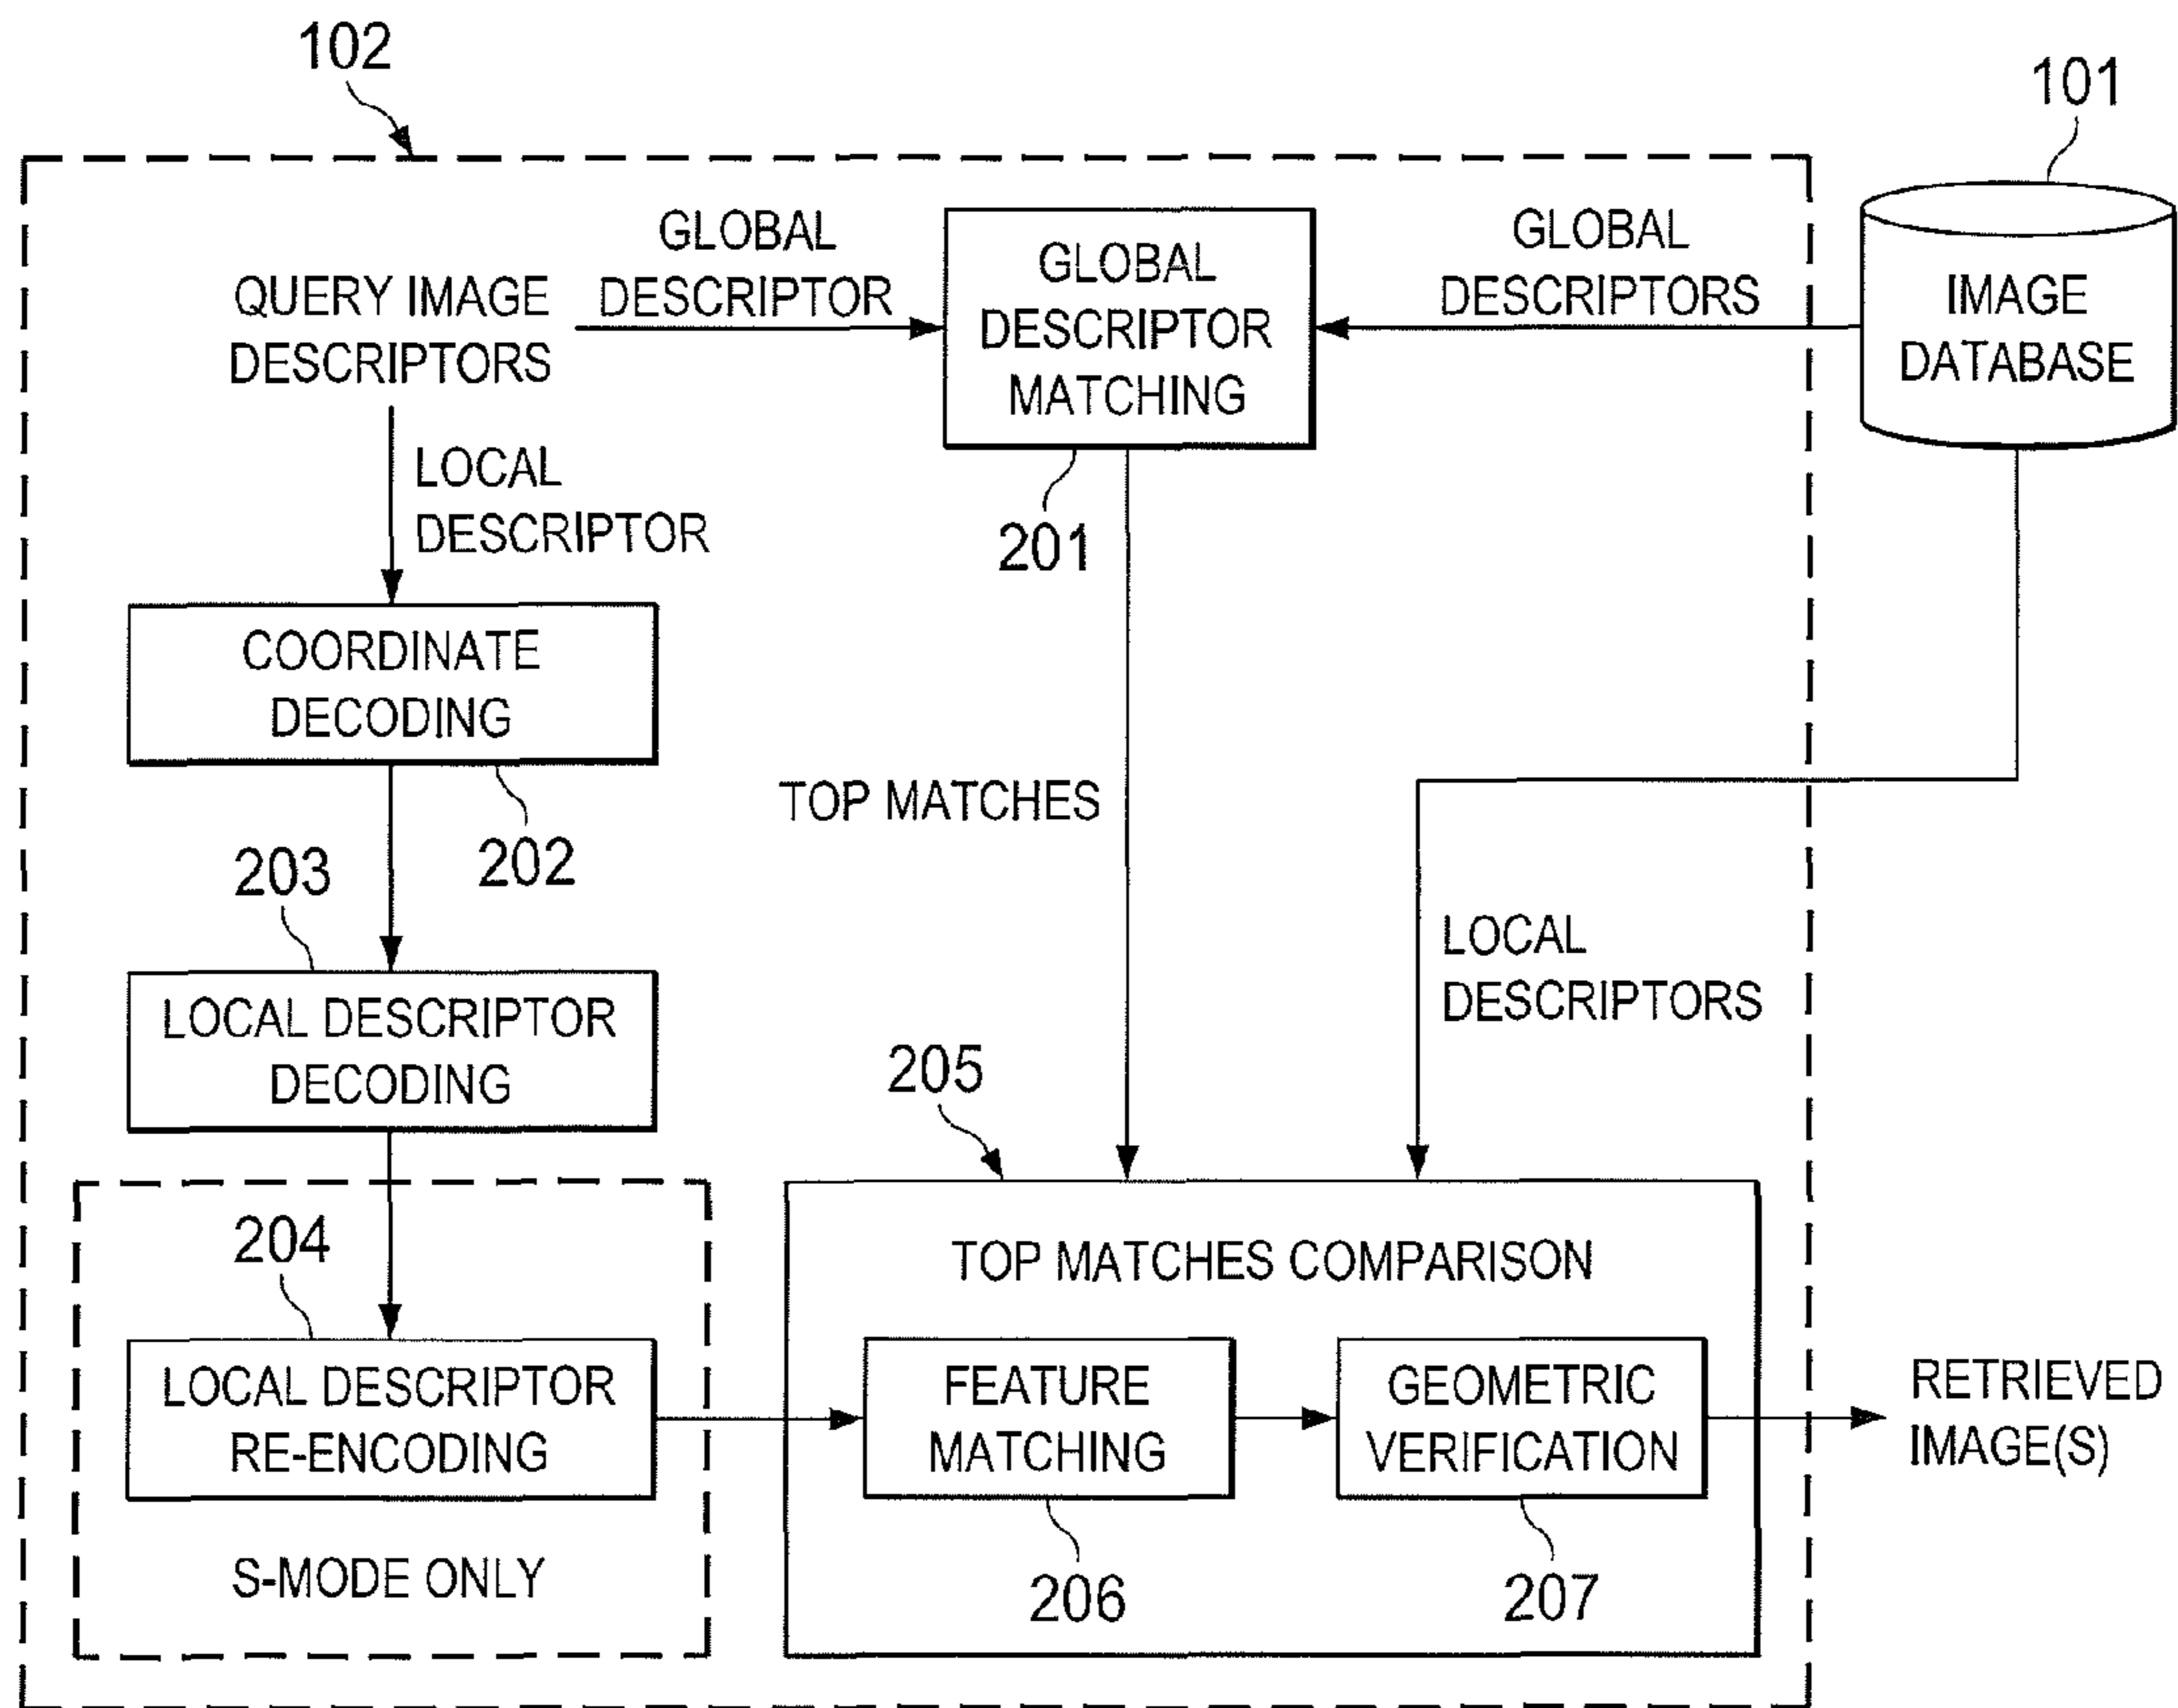 102
101
GLOBAL
DESCRIPTOR
GLOBAL
DESCRIPTOR
MATCHING
GLOBAL
DESCRIPTORS
QUERY IMAGE
DESCRIPTORS
IMAGE
DATABASE
LOCAL
DESCRIPTOR
201
COORDINATE
DECODING
TOP MATCHES
202
203
LOCAL
DESCRIPTORS
LOCAL DESCRIPTOR
DECODING
205
204
TOP MATCHES COMPARISON
LOCAL DESCRIPTOR
RE-ENCODING
FEATURE
MATCHING
GEOMETRIC
VERIFICATION
RETRIEVED
IMAGE(S)
S-MODE ONLY
206
207